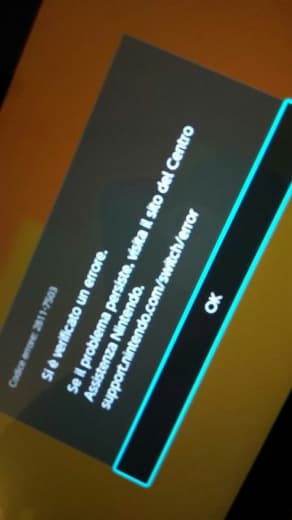 Codice errore: 2811-7503
Si è verificato un errore.
Se il problema persiste, visita il sito del Centro
Assistenza Nintendo.
support.nintendo.com/switch/error
OK